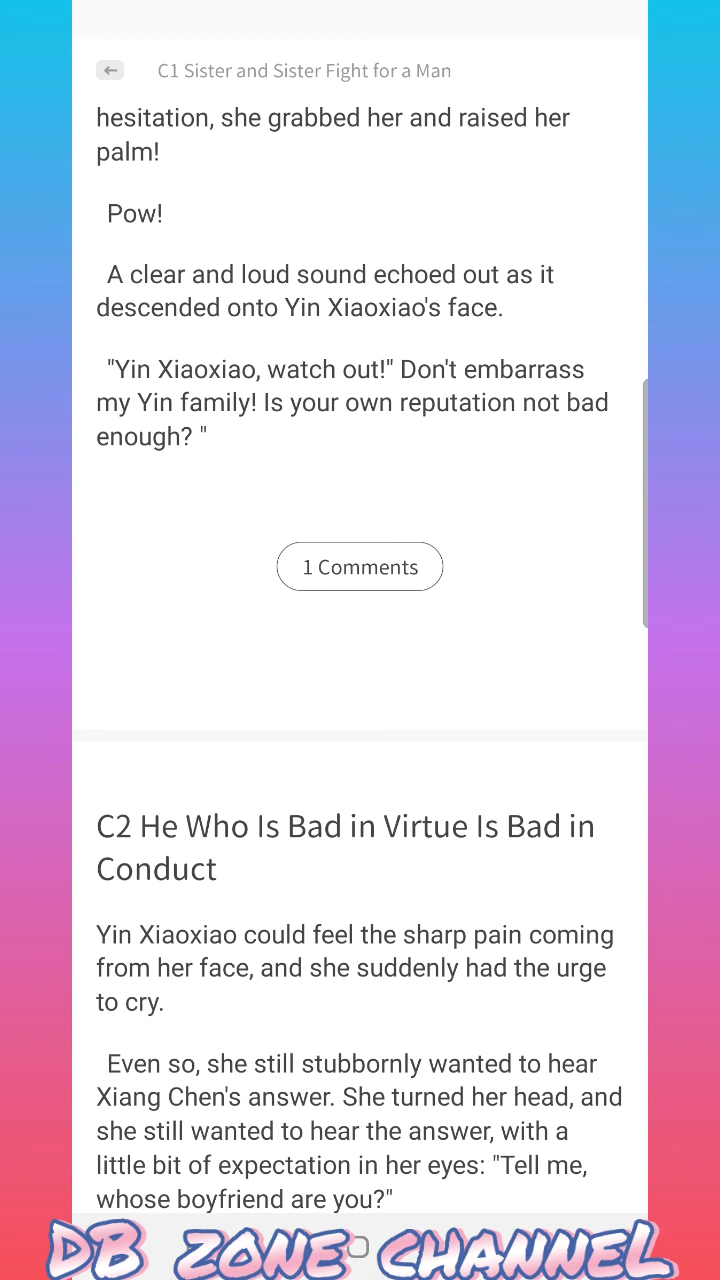 C1 Sister and Sister Fight for a Man
hesitation, she grabbed her and raised her
palm!
Pow!
A clear and loud sound echoed out as it
descended onto Yin Xiaoxiao's face.
"Yin Xiaoxiao, watch out!" Don't embarrass
my Yin family! Is your own reputation not bad
enough? "
1 Comments
C2 He Who Is Bad in Virtue Is Bad in
Conduct
Yin Xiaoxiao could feel the sharp pain coming
from her face, and she suddenly had the urge
to cry.
Even so, she still stubbornly wanted to hear
Xiang Chen's answer. She turned her head, and
she still wanted to hear the answer, with a
little bit of expectation in her eyes: "Tell me,
whose boyfriend are you?"
DB ZONE CHANNEL